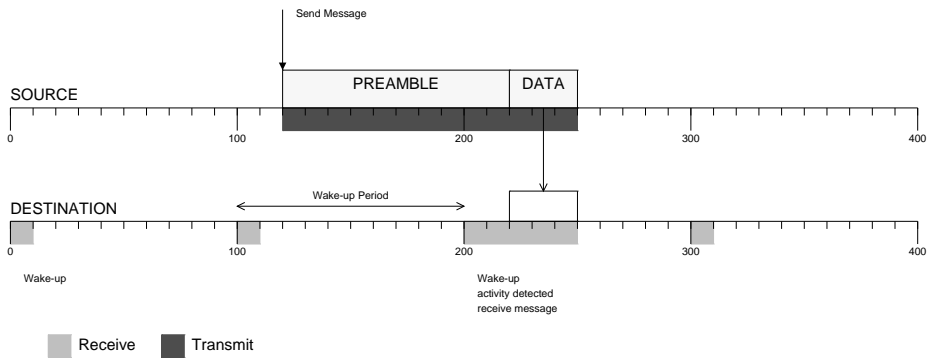 Send Message
PREAMBLE DATA
SOURCE
0 100 200 300 400
Wake-up Period
DESTINATION
0 100 200 300 400
Wake-up
Wake-up
activity detected
receive message
Receive Transmit